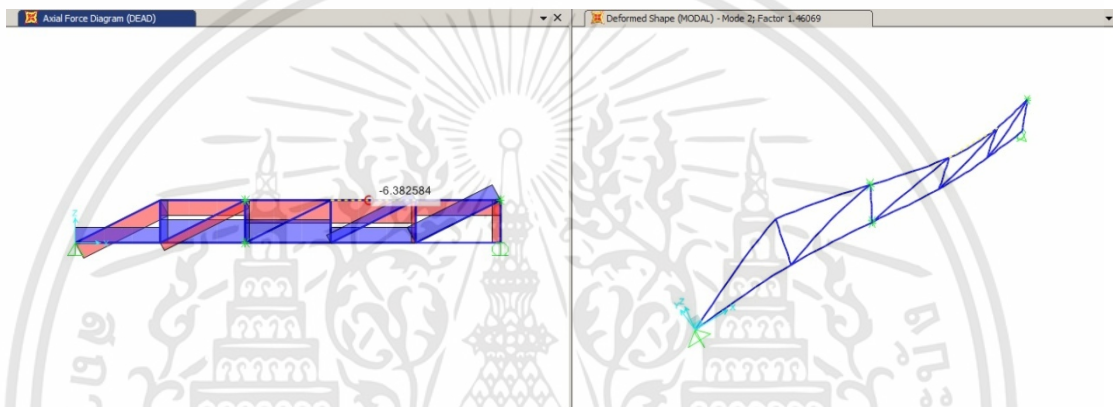 Axial Force Diagram (DEAD)
Deformed Shape (MODAL) - Mode 2; Factor 1.46069
-6.382584